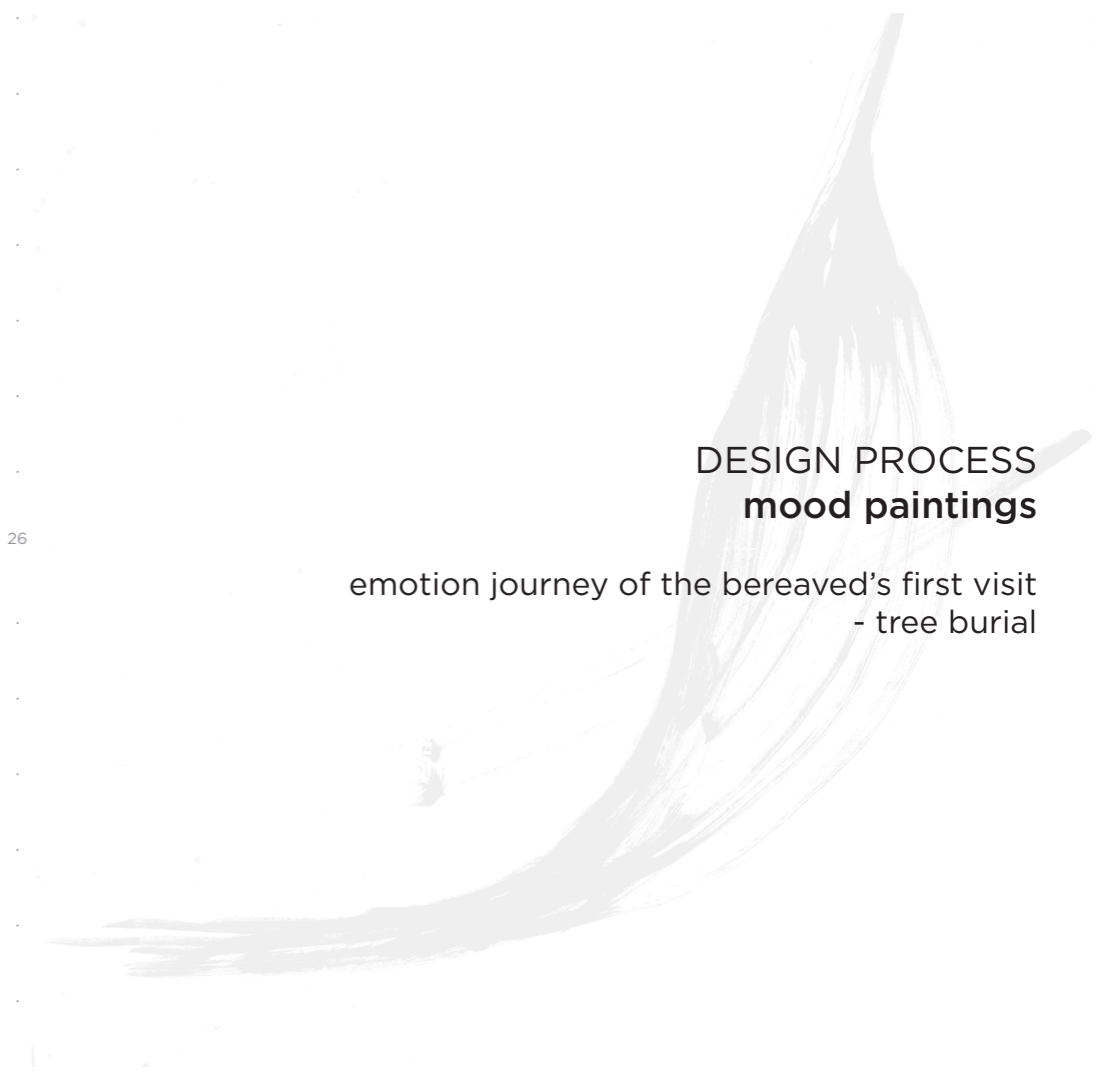 DESIGN PROCESS
mood paintings
26
emotion journey of the bereaved’s first visit
- tree burial